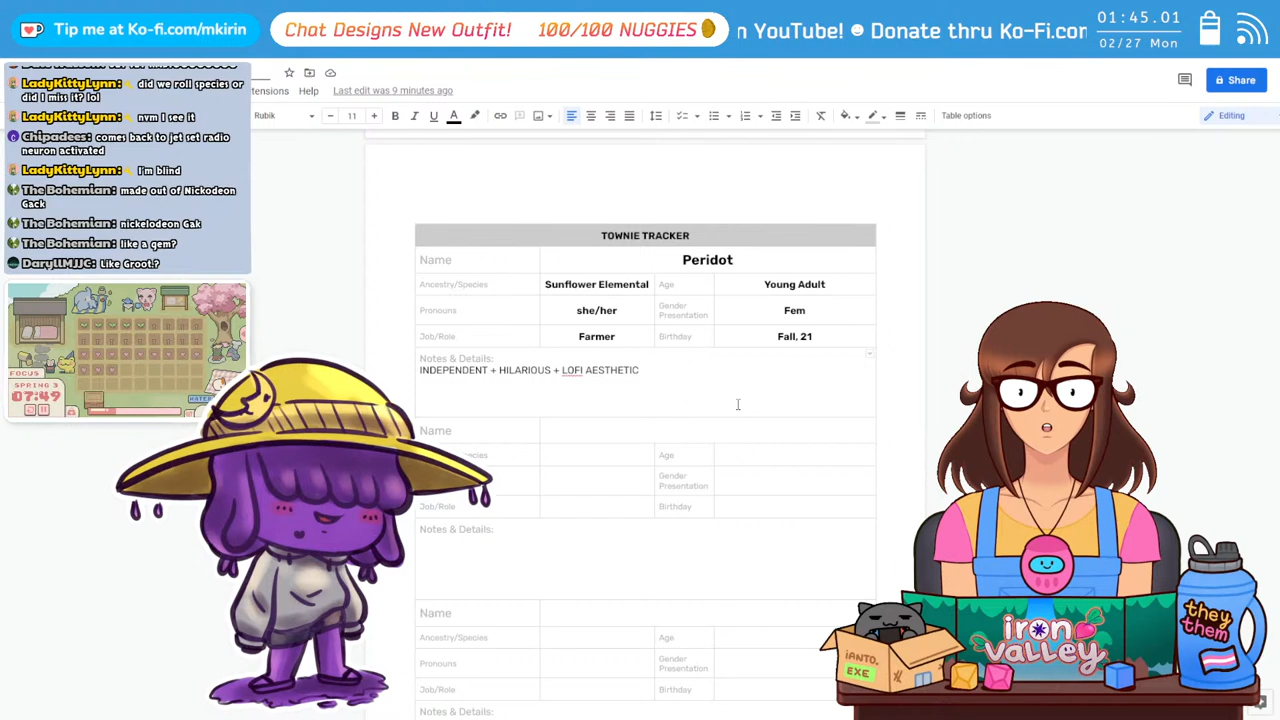 Tip me at Ko-fi.com/mkirin
Chat Designs New Outfit! 100/100 NUGGIES
n YouTube! Donate thru Ko-Fi.con
01:45.01
02/27 Mon
LadyKittyLynn: did we roll species or
did I miss it? lol
LadyKittyLynn: nvm I see it
Chipadees: comes back to jet set radio
neuron activated
LadyKittyLynn: I'm blind
The Bohemian: made out of Nickodeon
Gack
The Bohemian: nickelodeon Gak
The Bohemian: like a gem?
DaryllMJJC: Like Groot.?
FOCUS
SPRING 3
07:49
tensions Help Last edit was 9 minutes ago
Share
Rubik 11 B I U A Table options Editing
TOWNIE TRACKER
Name Peridot
Ancestry/Species Sunflower Elemental Age Young Adult
Pronouns she/her Gender Presentation Fem
Job/Role Farmer Birthday Fall, 21
Notes & Details:
INDEPENDENT + HILARIOUS + LOFI AESTHETIC
Name
pecies Age
Gender Presentation
Job/Role Birthday
Notes & Details:
Name
Ancestry/Species Age
Pronouns Gender Presentation
Job/Role Birthday
Notes & Details:
iANTO.
EXE
iron
valley
they
them